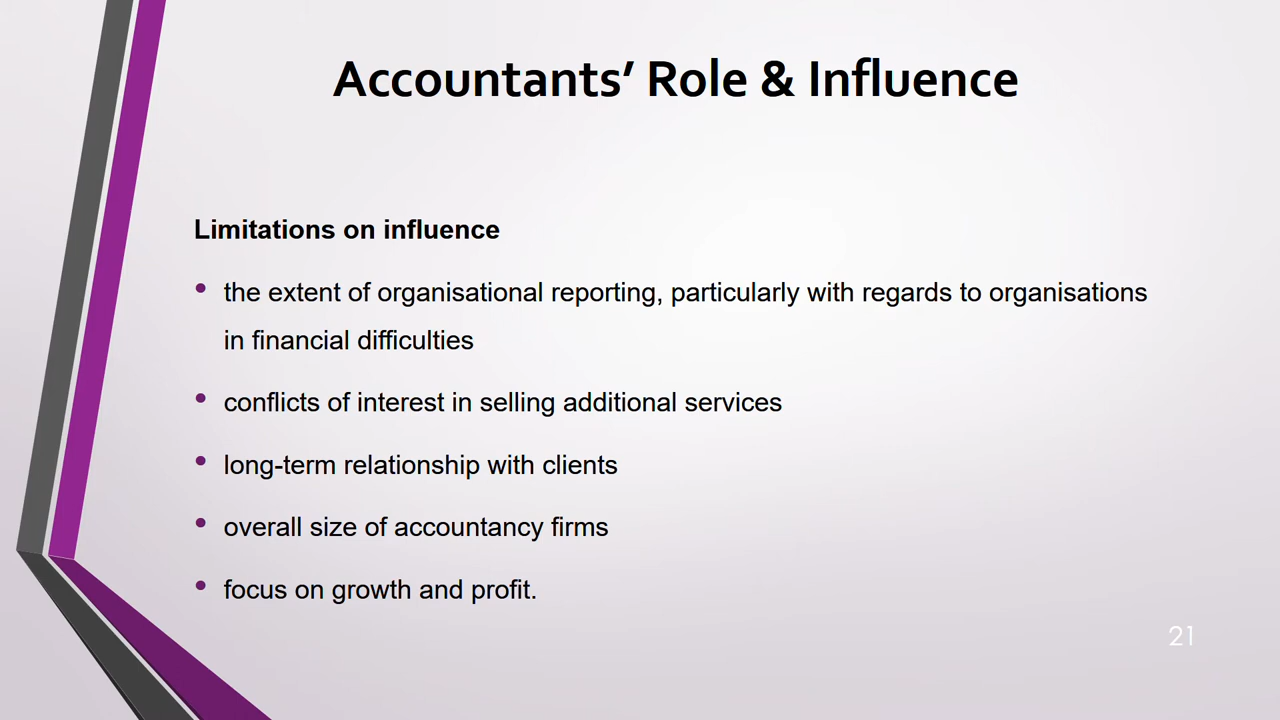 Accountants’ Role & Influence
Limitations on influence
• the extent of organisational reporting, particularly with regards to organisations
in financial difficulties
• conflicts of interest in selling additional services
• long-term relationship with clients
• overall size of accountancy firms
• focus on growth and profit.
21